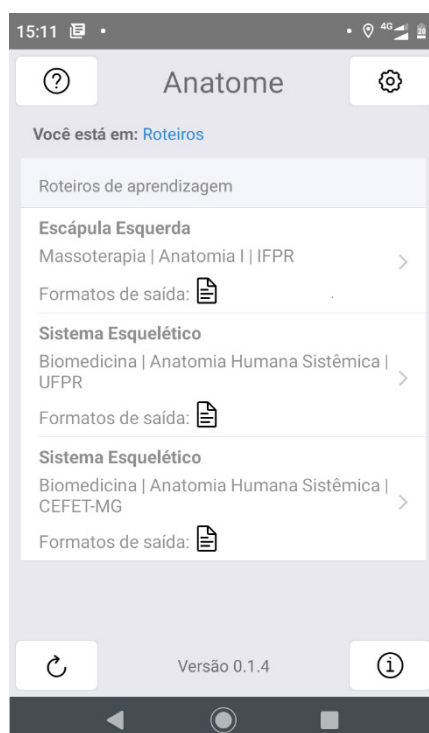 15:11
4G
20
Anatome
Você está em: Roteiros
Roteiros de aprendizagem
Escápula Esquerda
Massoterapia | Anatomia I | IFPR
Formatos de saída:
Sistema Esquelético
Biomedicina | Anatomia Humana Sistêmica |
UFPR
Formatos de saída:
Sistema Esquelético
Biomedicina | Anatomia Humana Sistêmica |
CEFET-MG
Formatos de saída:
Versão 0.1.4